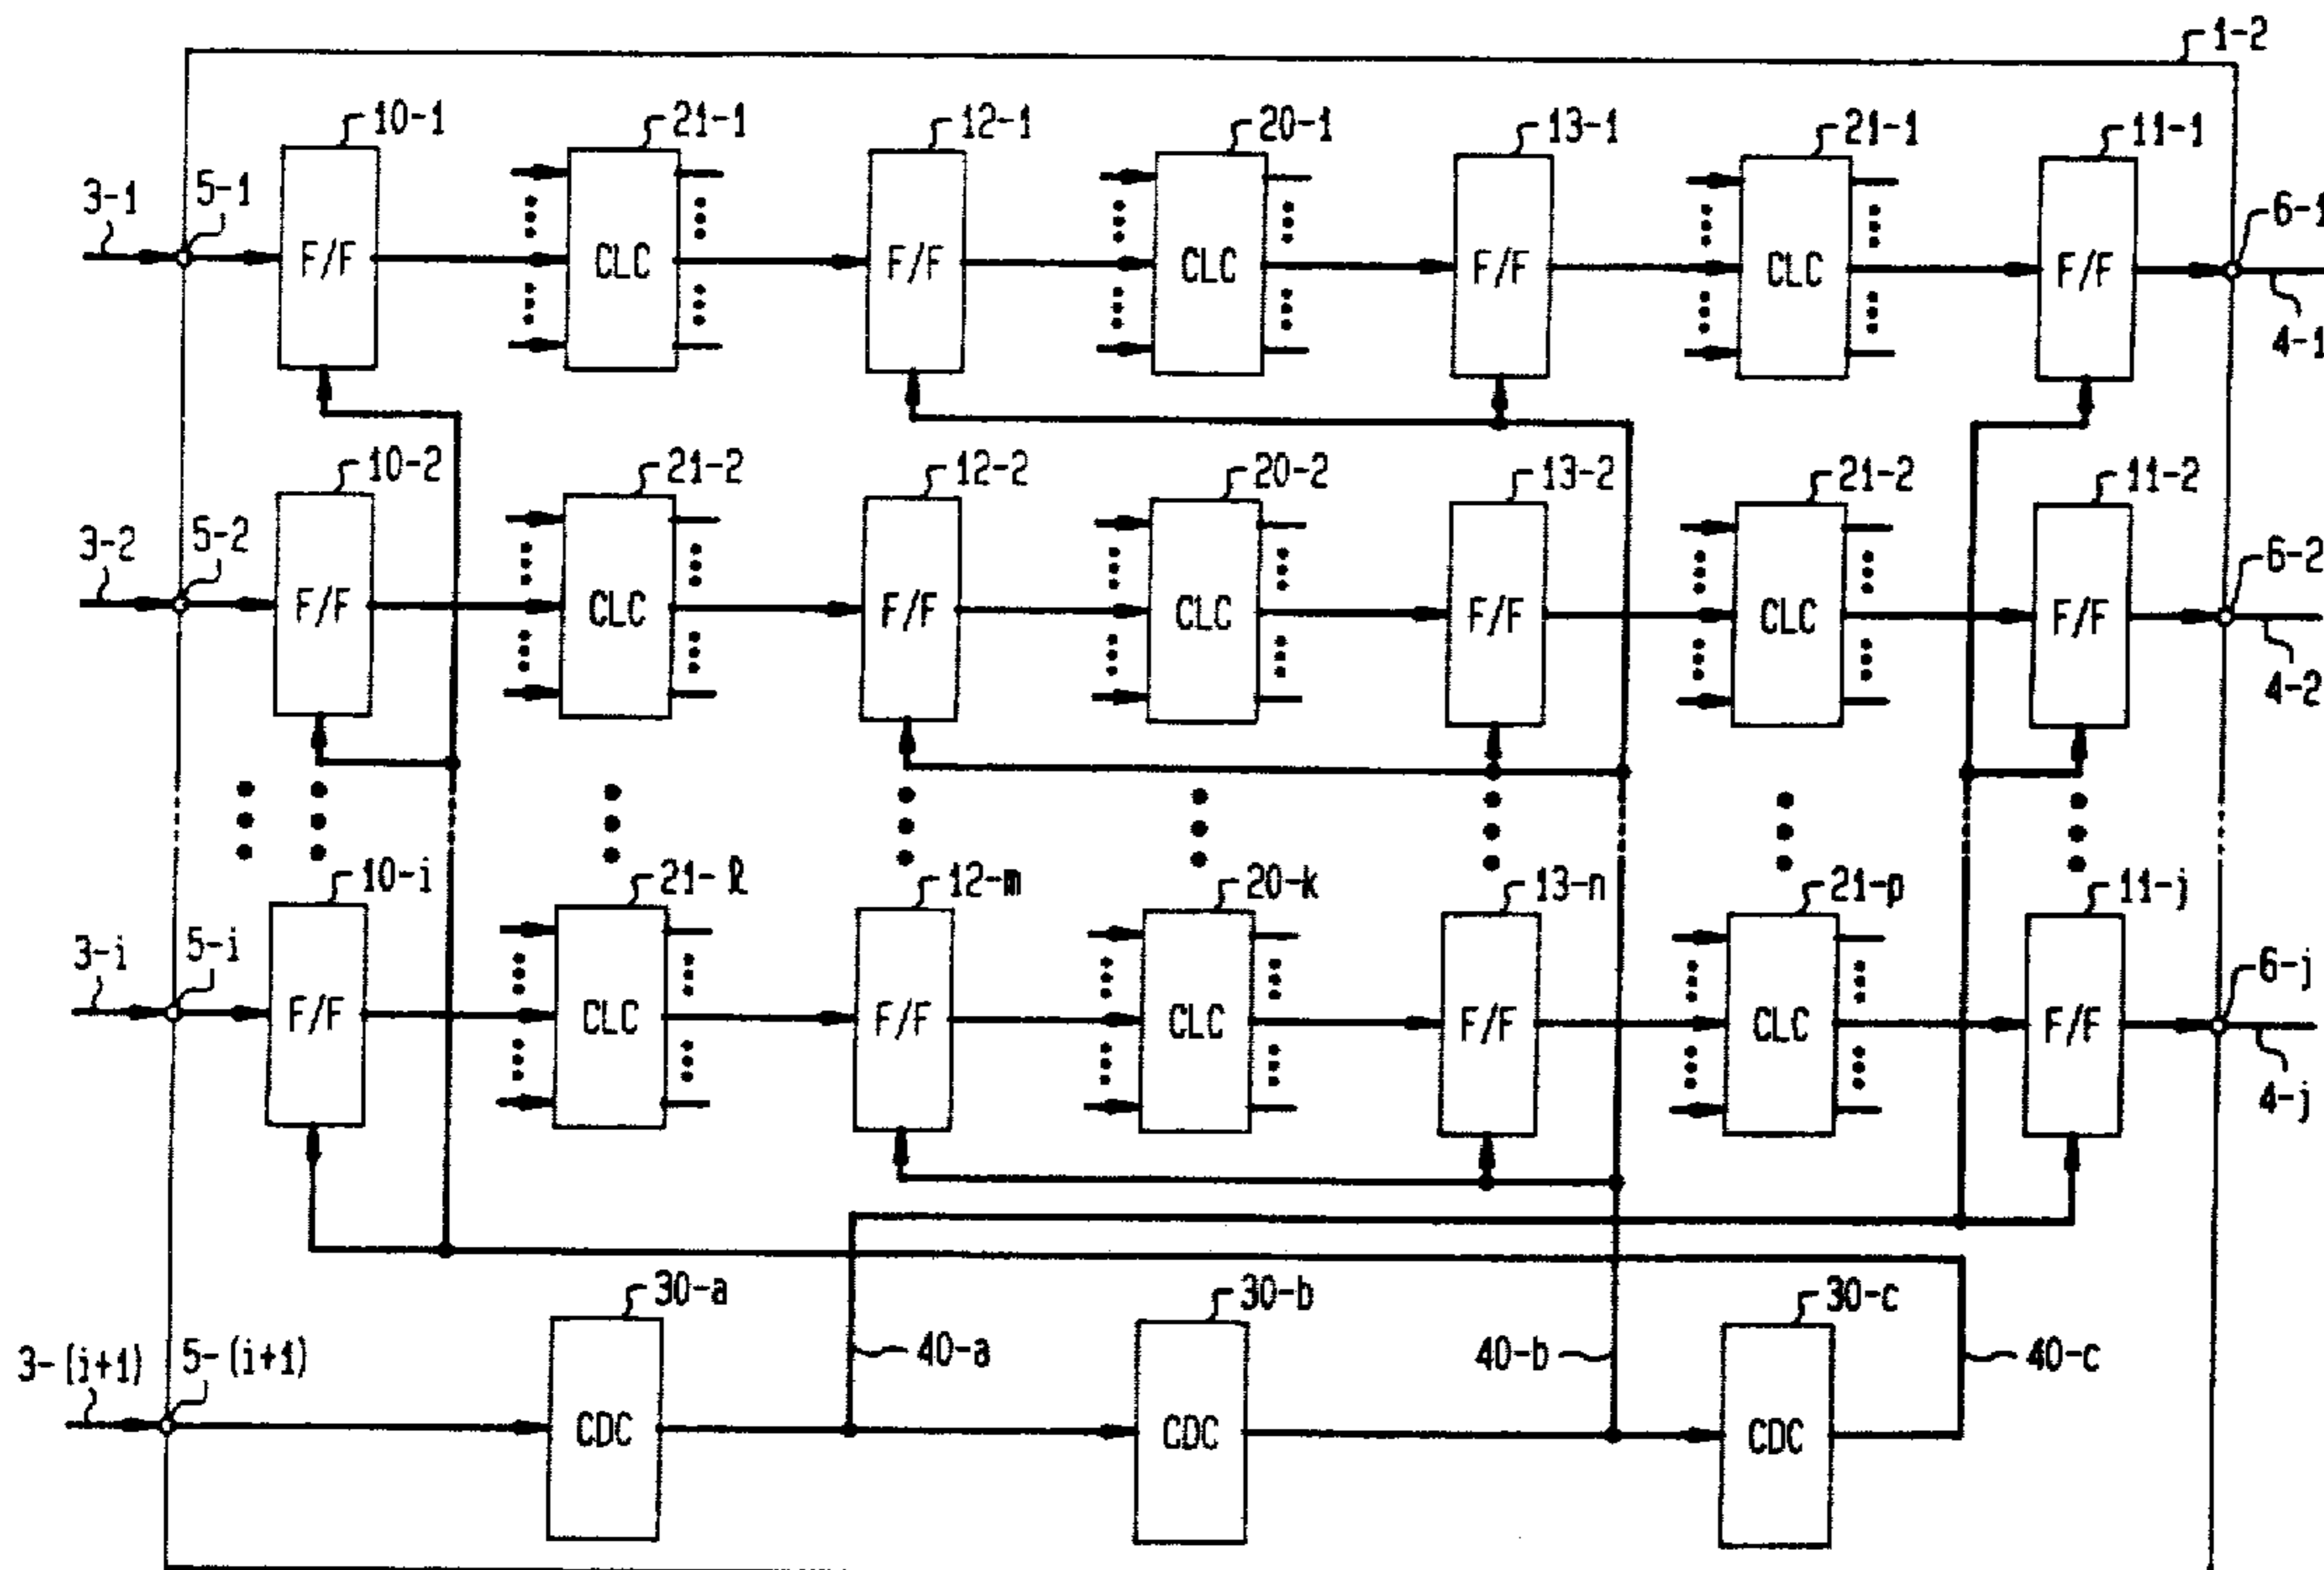 1-2
10-1 21-1 12-1 20-1 13-1 21-1 11-1
3-1 5-1 6-1
F/F CLC F/F CLC F/F CLC F/F
4-1
10-2 21-2 12-2 20-2 13-2 21-2 11-2
3-2 5-2 6-2
F/F CLC F/F CLC F/F CLC F/F
4-2
10-i 21-ℓ 12-m 20-k 13-n 21-p 11-j
3-i 5-i 6-j
F/F CLC F/F CLC F/F CLC F/F
4-j
30-a 30-b 30-c
3-(i+1) 5-(i+1) 40-a 40-b 40-c
CDC CDC CDC